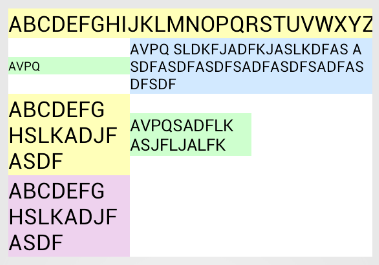 ABCDEFGHIJKLMNOPQRSTUVWXYZ
AVPQ
AVPQ SLDKFJADFKJASLKDFAS A
SDFASDFASDFSADFASDFSADFAS
DFSDF
ABCDEFG
HSLKADJF
ASDF
AVPQSADFLK
ASJFLJALFK
ABCDEFG
HSLKADJF
ASDF